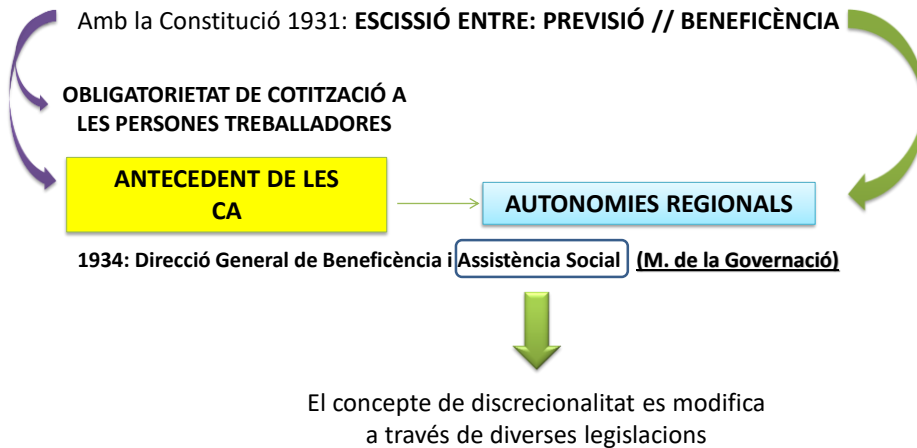 Amb la Constitució 1931: ESCISSIÓ ENTRE: PREVISIÓ // BENEFICÈNCIA
OBLIGATORIETAT DE COTITZACIÓ A
LES PERSONES TREBALLADORES
ANTECEDENT DE LES
CA
AUTONOMIES REGIONALS
1934: Direcció General de Beneficència i Assistència Social (M. de la Governació)
El concepte de discrecionalitat es modifica
a través de diverses legislacions